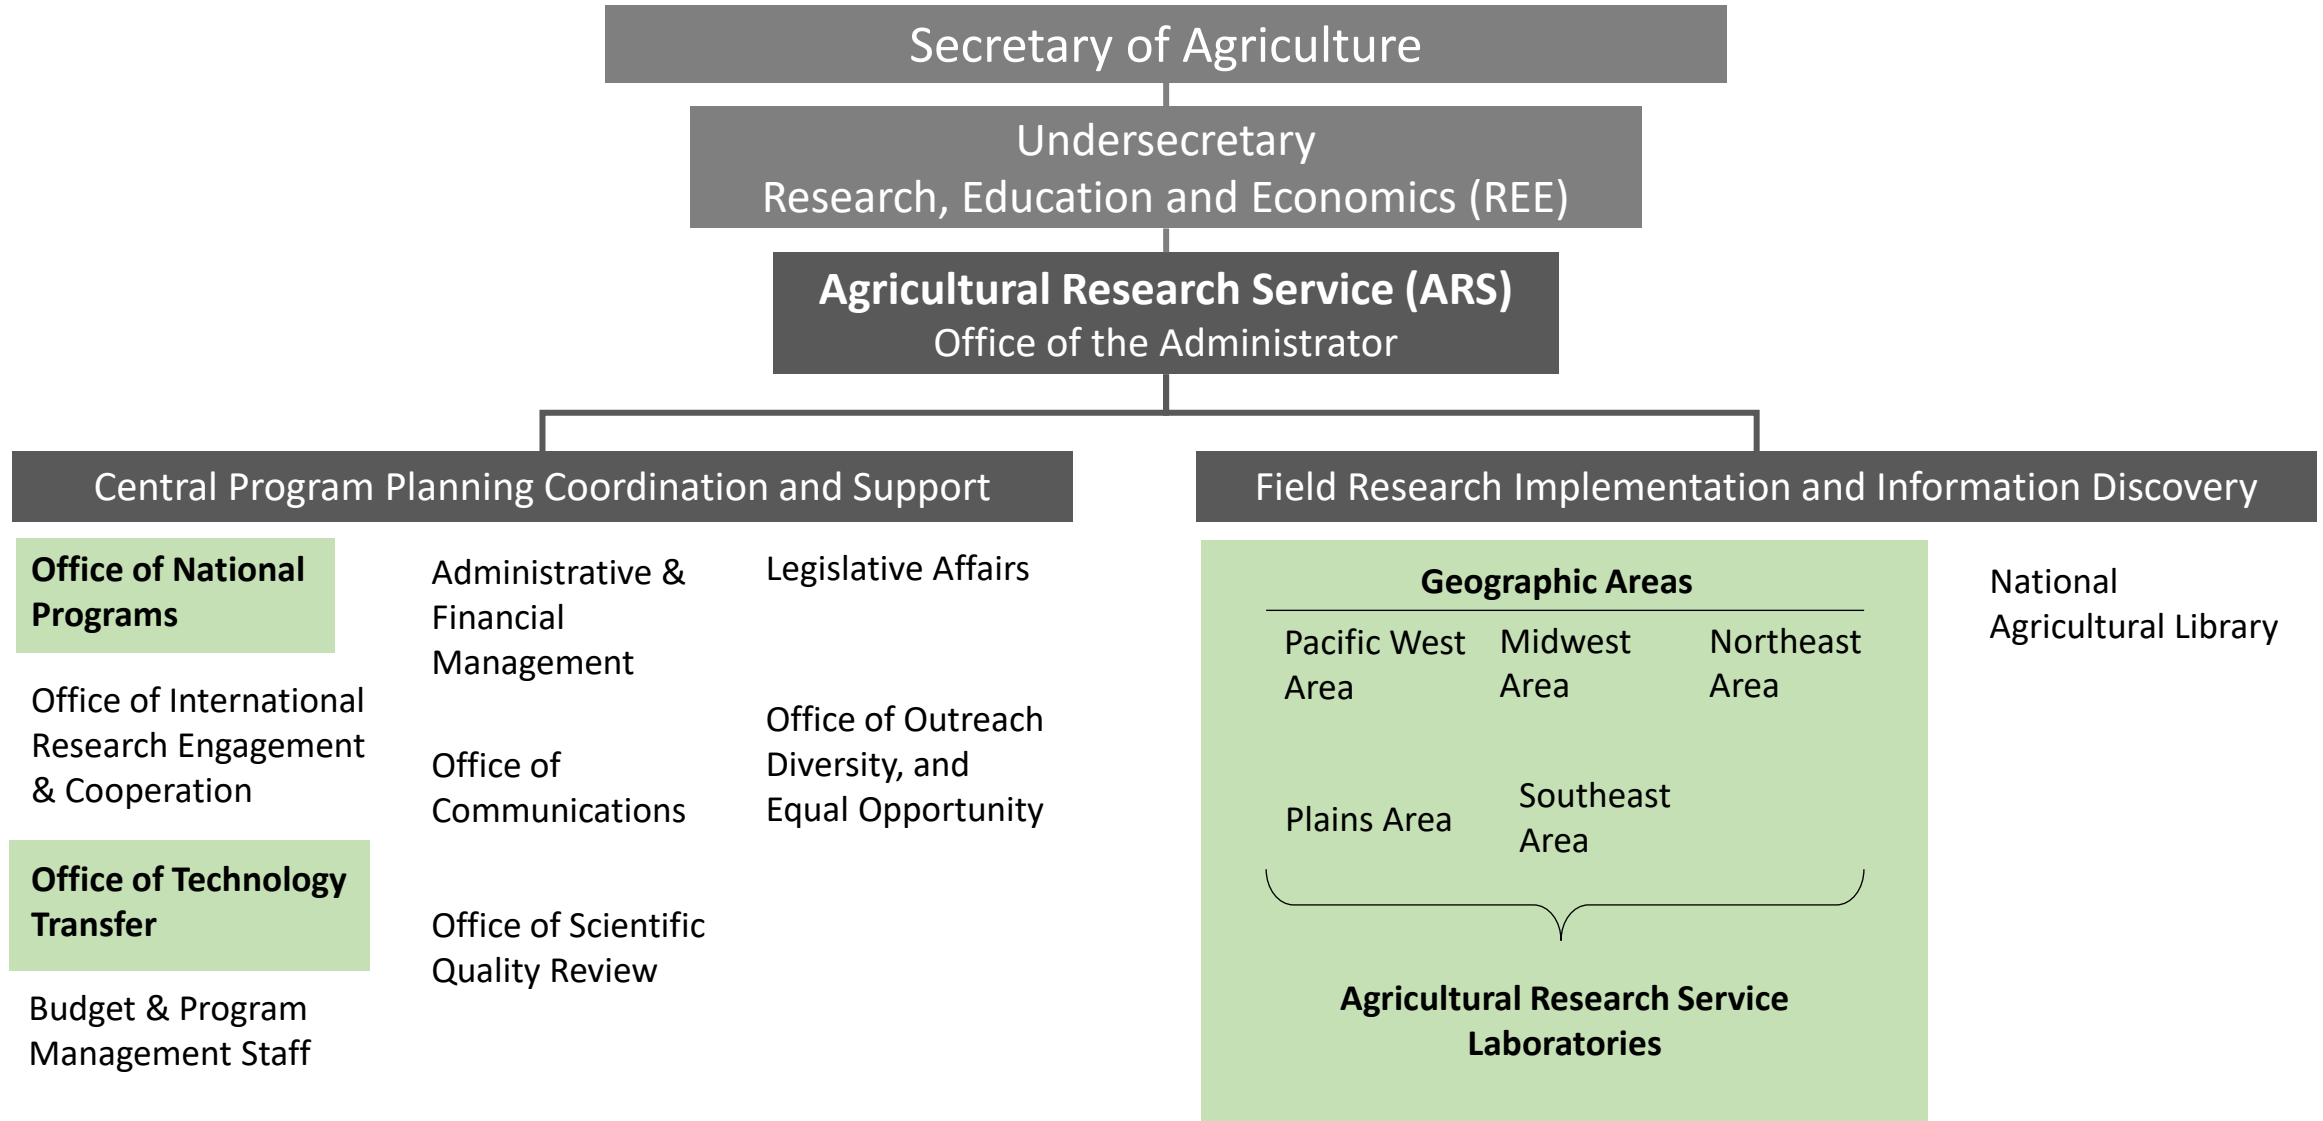 Secretary of Agriculture
Undersecretary
Research, Education and Economics (REE)
Agricultural Research Service (ARS)
Office of the Administrator
Central Program Planning Coordination and Support
Office of National
Programs
Office of International
Research Engagement
& Cooperation
Office of Technology
Transfer
Budget & Program
Management Staff
Administrative &
Financial
Management
Office of
Communications
Office of Scientific
Quality Review
Legislative Affairs
Office of Outreach
Diversity, and
Equal Opportunity
Field Research Implementation and Information Discovery
Geographic Areas
Pacific West
Area
Midwest
Area
Northeast
Area
Plains Area
Southeast
Area
Agricultural Research Service
Laboratories
National
Agricultural Library